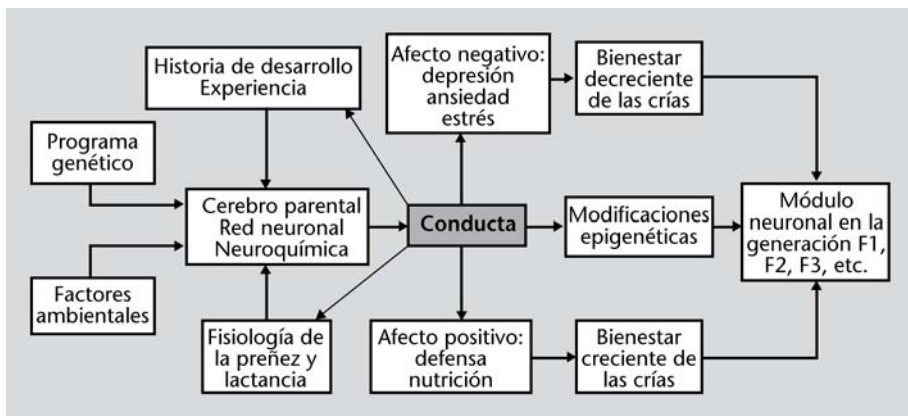 Historia de desarrollo
Experiencia
Programa
genético
Factores
ambientales
Cerebro parental
Red neuronal
Neuroquímica
Fisiología de
la preñez y
lactancia
Conducta
Afecto negativo:
depresión
ansiedad
estrés
Bienestar
decreciente
de las crías
Modificaciones
epigenéticas
Afecto positivo:
defensa
nutrición
Bienestar
creciente de
las crías
Módulo
neuronal en la
generación F1,
F2, F3, etc.